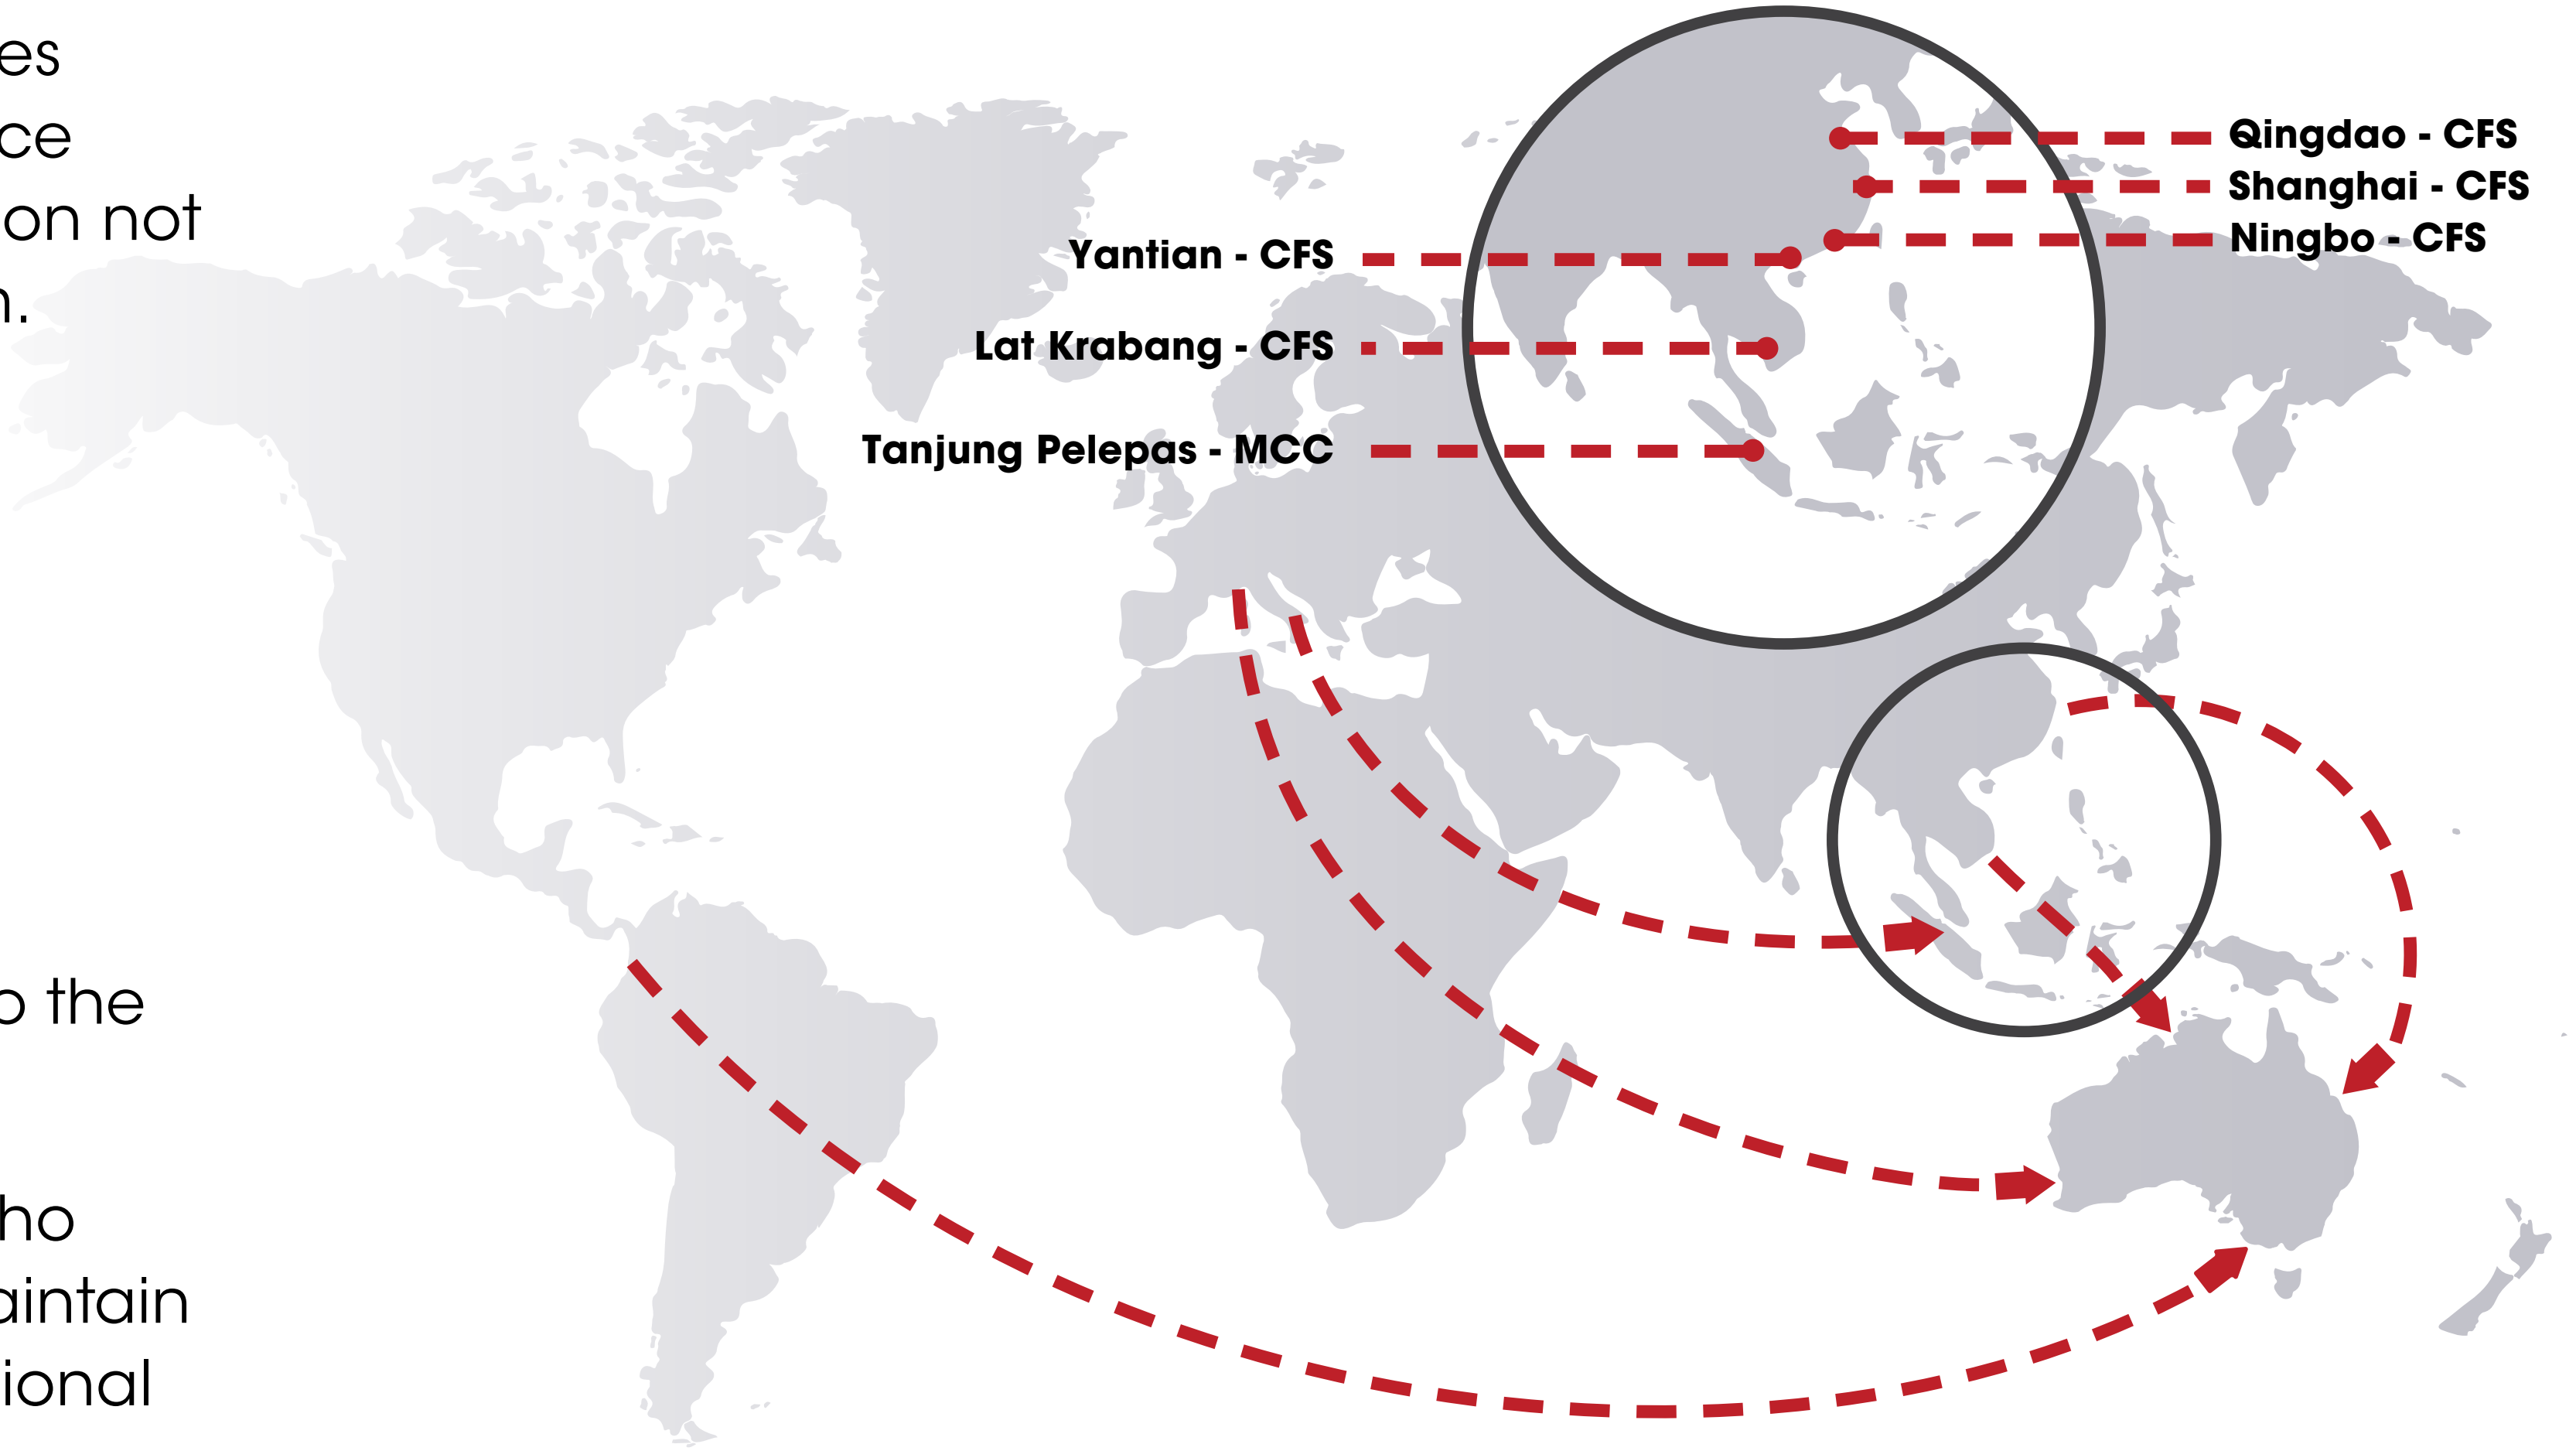 es
ce
on not
n.
o the
ho
aintain
ional
Yantian - CFS
Lat Krabang - CFS
Tanjung Pelepas - MCC
Qingdao - CFS
Shanghai - CFS
Ningbo - CFS